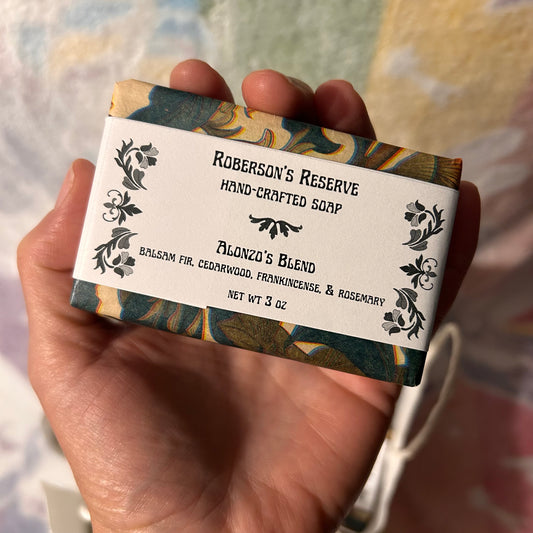 Roberson's Reserve
Hand-crafted Soap
Alonzo's Blend
Balsam Fir, Cedarwood, Frankincense, & Rosemary
Net Wt 3 oz